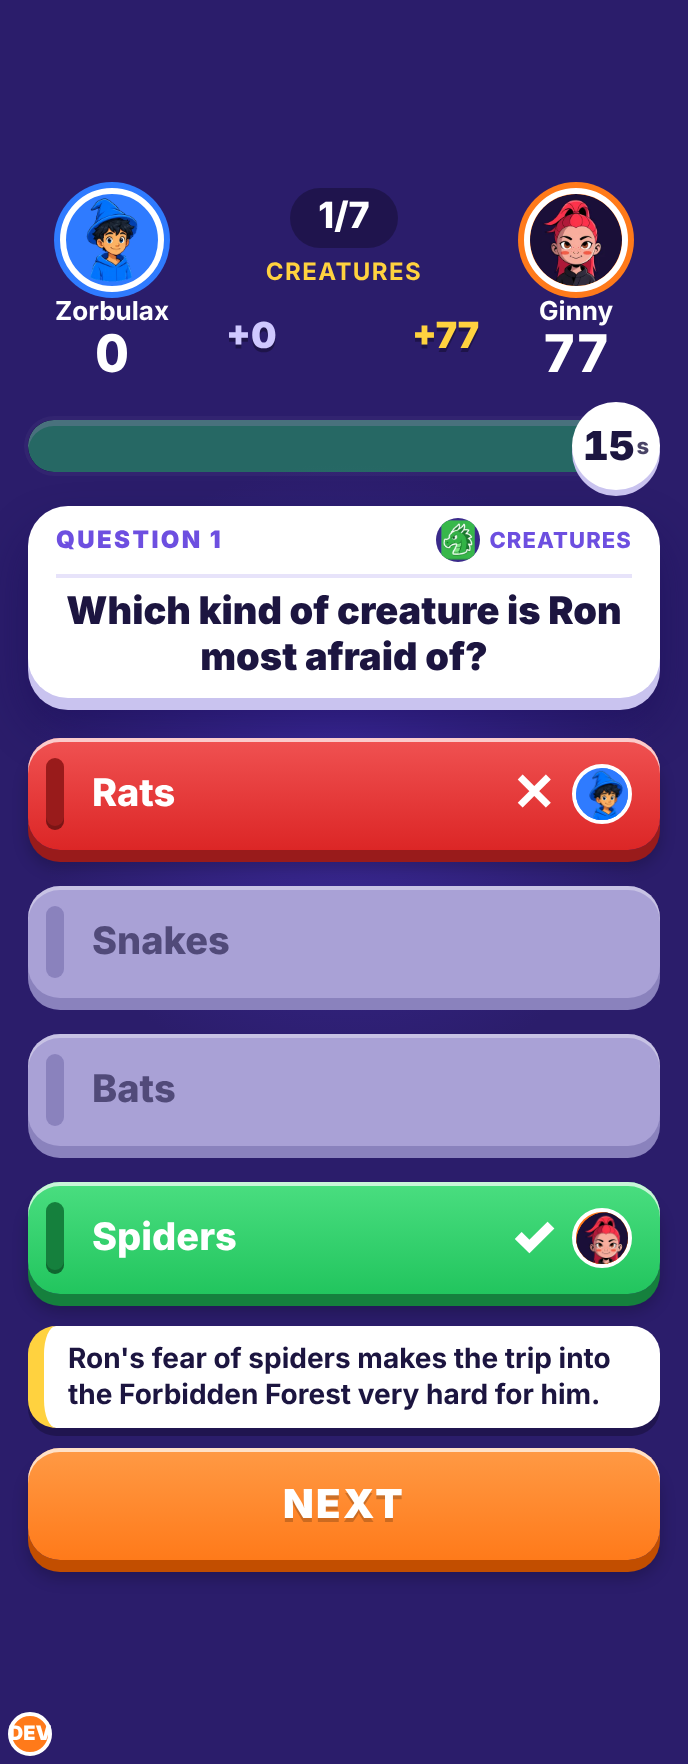 1/7
CREATURES
Zorbulax
0
+0
+77
Ginny
77
15s
QUESTION 1
CREATURES
Which kind of creature is Ron
most afraid of?
Rats
Snakes
Bats
Spiders
Ron's fear of spiders makes the trip into
the Forbidden Forest very hard for him.
NEXT
DEV